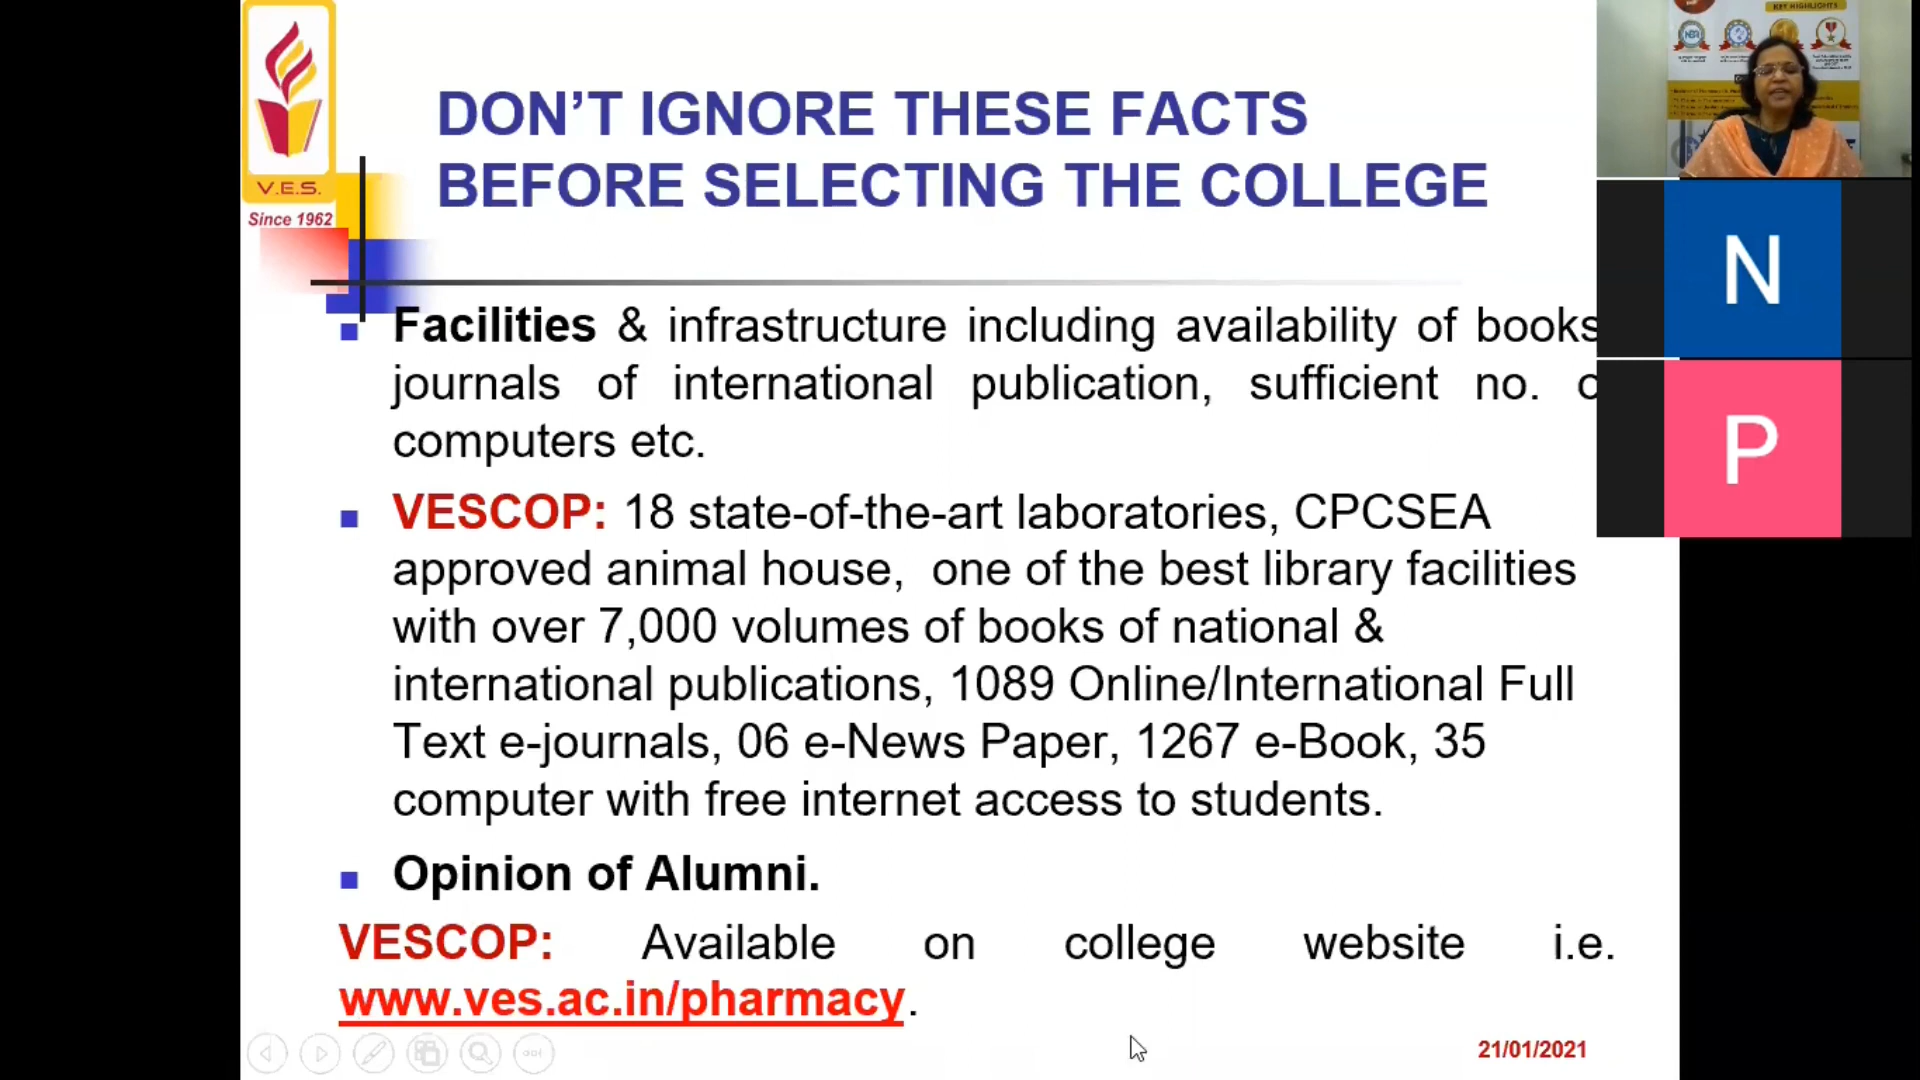 V.E.S.
Since 1962
DON'T IGNORE THESE FACTS
BEFORE SELECTING THE COLLEGE
Facilities & infrastructure including availability of books
journals of international publication, sufficient no.
computers etc.
VESCOP: 18 state-of-the-art laboratories, CPCSEA
approved animal house, one of the best library facilities
with over 7,000 volumes of books of national &
international publications, 1089 Online/International Full
Text e-journals, 06 e-News Paper, 1267 e-Book, 35
computer with free internet access to students.
Opinion of Alumni.
VESCOP: Available on college website i.e.
www.ves.ac.in/pharmacy.
21/01/2021
KEY HIGHLIGHTS
N
P